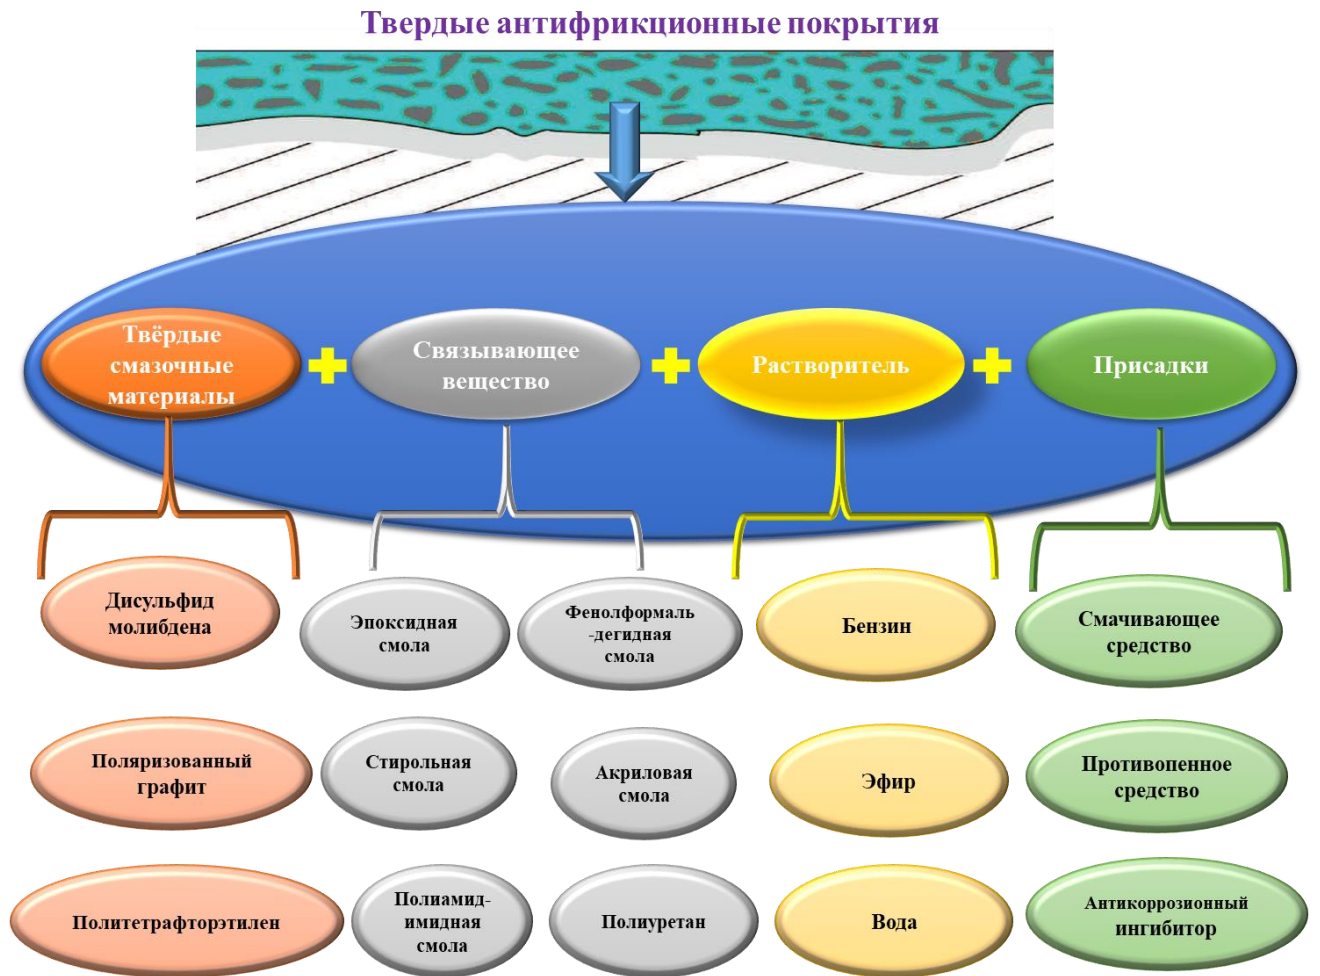 Твердые антифрикционные покрытия
Твёрдые
смазочные
материалы
Связывающее
вещество
Растворитель
Присадки
Дисульфид
молибдена
Эпоксидная
смола
Фенолформаль
-дегидная
смола
Бензин
Смачивающее
средство
Поляризованный
графит
Стирольная
смола
Акриловая
смола
Эфир
Противопенное
средство
Политетрафторэтилен
Полиамид-
имидная
смола
Полиуретан
Вода
Антикоррозионный
ингибитор